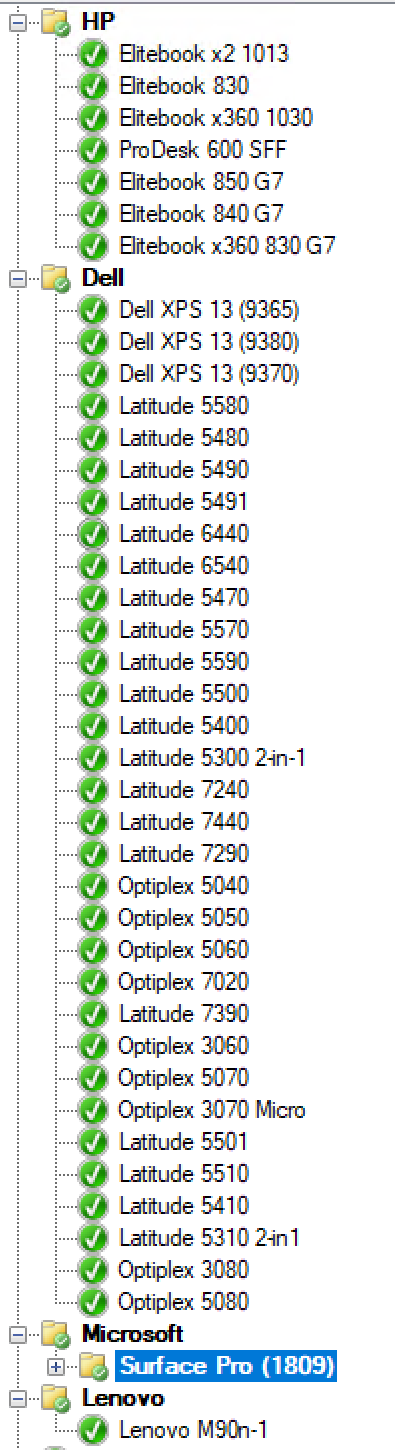 HP
Elitebook x2 1013
Elitebook 830
Elitebook x360 1030
ProDesk 600 SFF
Elitebook 850 G7
Elitebook 840 G7
Elitebook x360 830 G7
Dell
Dell XPS 13 (9365)
Dell XPS 13 (9380)
Dell XPS 13 (9370)
Latitude 5580
Latitude 5480
Latitude 5490
Latitude 5491
Latitude 6440
Latitude 6540
Latitude 5470
Latitude 5570
Latitude 5590
Latitude 5500
Latitude 5400
Latitude 5300 2-in-1
Latitude 7240
Latitude 7440
Latitude 7290
Optiplex 5040
Optiplex 5050
Optiplex 5060
Optiplex 7020
Latitude 7390
Optiplex 3060
Optiplex 5070
Optiplex 3070 Micro
Latitude 5501
Latitude 5510
Latitude 5410
Latitude 5310 2-in1
Optiplex 3080
Optiplex 5080
Microsoft
Surface Pro (1809)
Lenovo
Lenovo M90n-1